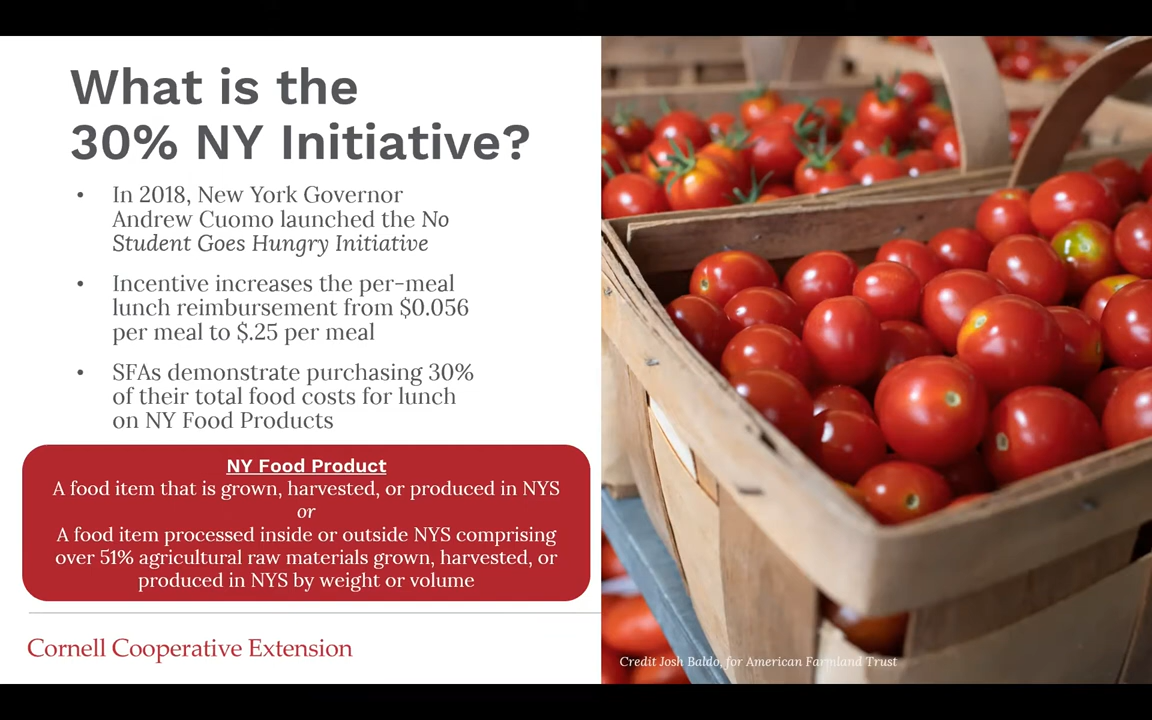 What is the
30% NY Initiative?
• In 2018, New York Governor
Andrew Cuomo launched the No
Student Goes Hungry Initiative
• Incentive increases the per-meal
lunch reimbursement from $0.056
per meal to $.25 per meal
• SFAs demonstrate purchasing 30%
of their total food costs for lunch
on NY Food Products
NY Food Product
A food item that is grown, harvested, or produced in NYS
or
A food item processed inside or outside NYS comprising
over 51% agricultural raw materials grown, harvested, or
produced in NYS by weight or volume
Cornell Cooperative Extension
Credit Josh Baldo, for American Farmland Trust